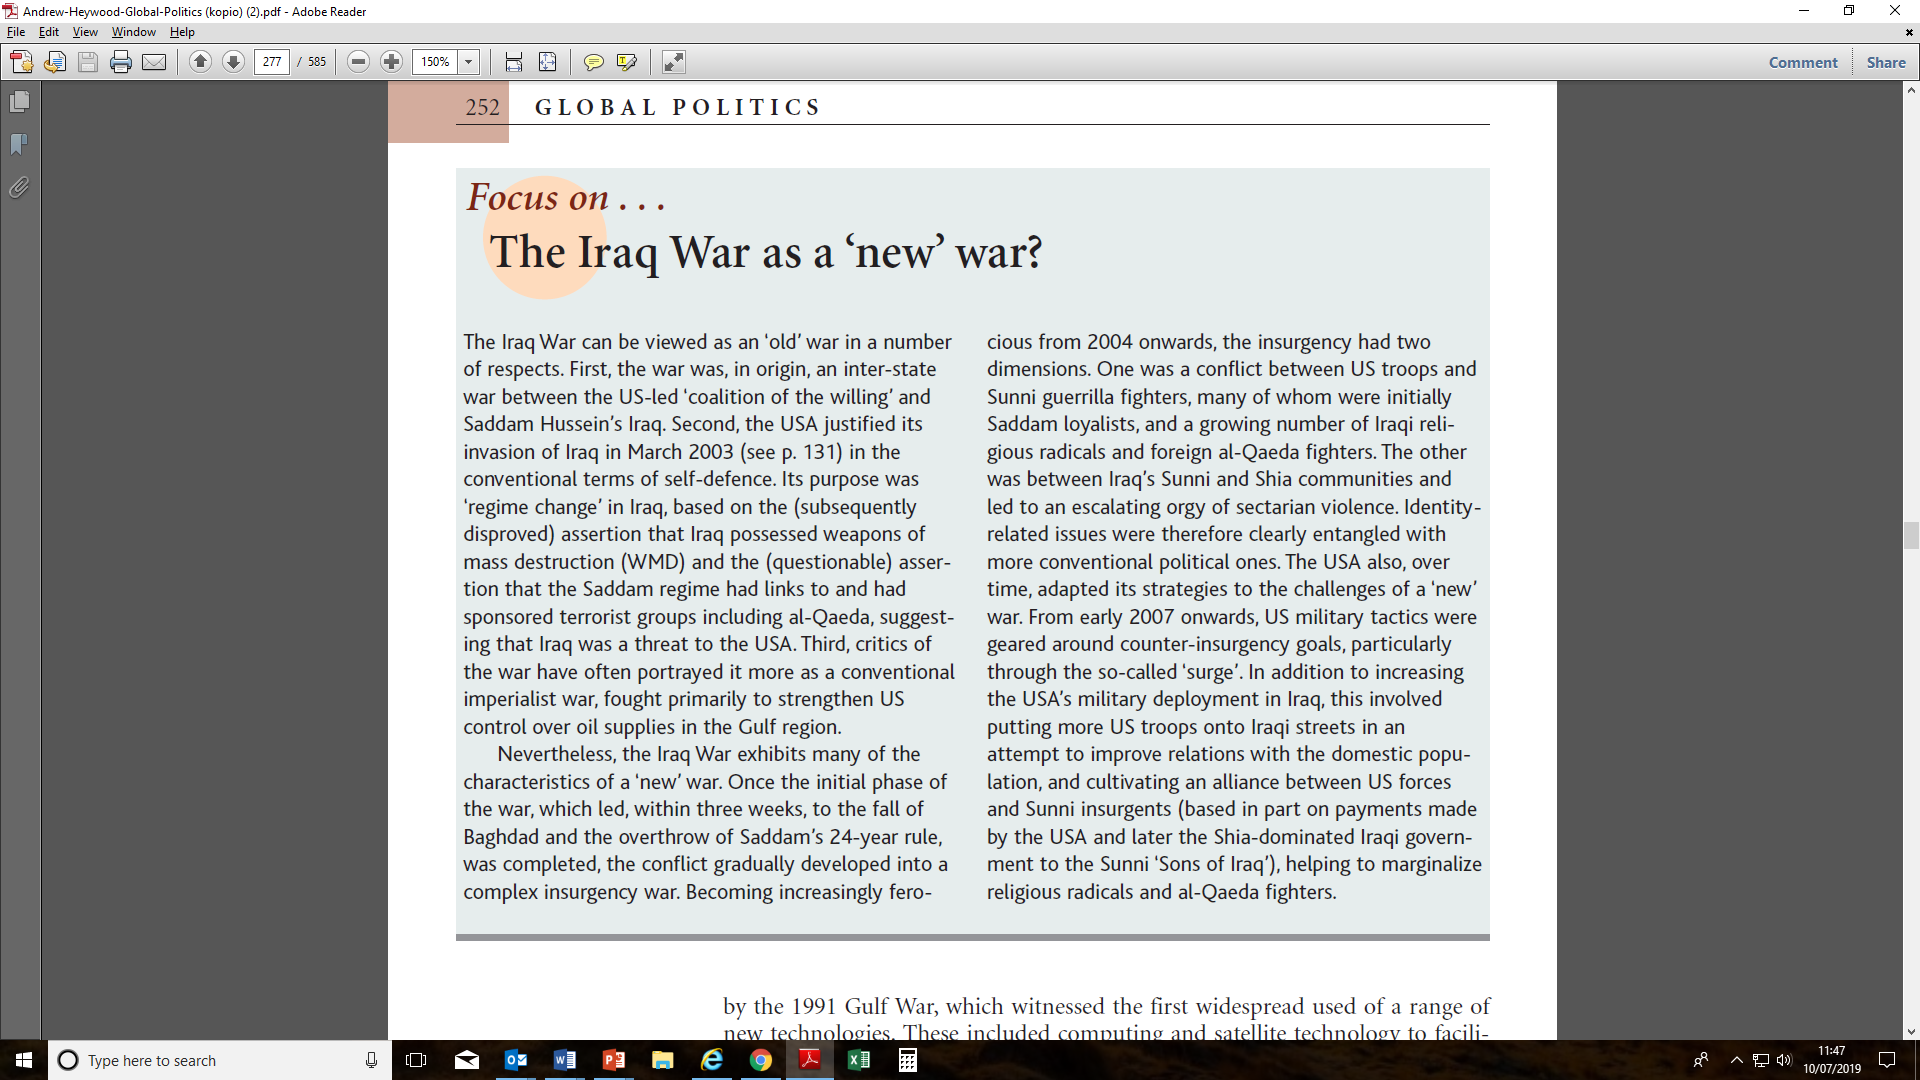 Andrew-Heywood-Global-Politics (kopio) (2).pdf - Adobe Reader
File Edit View Window Help
277 / 585 150% Comment Share
252 GLOBAL POLITICS
Focus on . . .
The Iraq War as a ‘new’ war?
The Iraq War can be viewed as an ‘old’ war in a number
of respects. First, the war was, in origin, an inter-state
war between the US-led ‘coalition of the willing’ and
Saddam Hussein’s Iraq. Second, the USA justified its
invasion of Iraq in March 2003 (see p. 131) in the
conventional terms of self-defence. Its purpose was
‘regime change’ in Iraq, based on the (subsequently
disproved) assertion that Iraq possessed weapons of
mass destruction (WMD) and the (questionable) asser-
tion that the Saddam regime had links to and had
sponsored terrorist groups including al-Qaeda, suggest-
ing that Iraq was a threat to the USA. Third, critics of
the war have often portrayed it more as a conventional
imperialist war, fought primarily to strengthen US
control over oil supplies in the Gulf region.
Nevertheless, the Iraq War exhibits many of the
characteristics of a ‘new’ war. Once the initial phase of
the war, which led, within three weeks, to the fall of
Baghdad and the overthrow of Saddam’s 24-year rule,
was completed, the conflict gradually developed into a
complex insurgency war. Becoming increasingly fero-
cious from 2004 onwards, the insurgency had two
dimensions. One was a conflict between US troops and
Sunni guerrilla fighters, many of whom were initially
Saddam loyalists, and a growing number of Iraqi reli-
gious radicals and foreign al-Qaeda fighters. The other
was between Iraq’s Sunni and Shia communities and
led to an escalating orgy of sectarian violence. Identity-
related issues were therefore clearly entangled with
more conventional political ones. The USA also, over
time, adapted its strategies to the challenges of a ‘new’
war. From early 2007 onwards, US military tactics were
geared around counter-insurgency goals, particularly
through the so-called ‘surge’. In addition to increasing
the USA’s military deployment in Iraq, this involved
putting more US troops onto Iraqi streets in an
attempt to improve relations with the domestic popu-
lation, and cultivating an alliance between US forces
and Sunni insurgents (based in part on payments made
by the USA and later the Shia-dominated Iraqi govern-
ment to the Sunni ‘Sons of Iraq’), helping to marginalize
religious radicals and al-Qaeda fighters.
by the 1991 Gulf War, which witnessed the first widespread used of a range of
new technologies. These included computing and satellite technology to facili-
Type here to search
11:47
10/07/2019